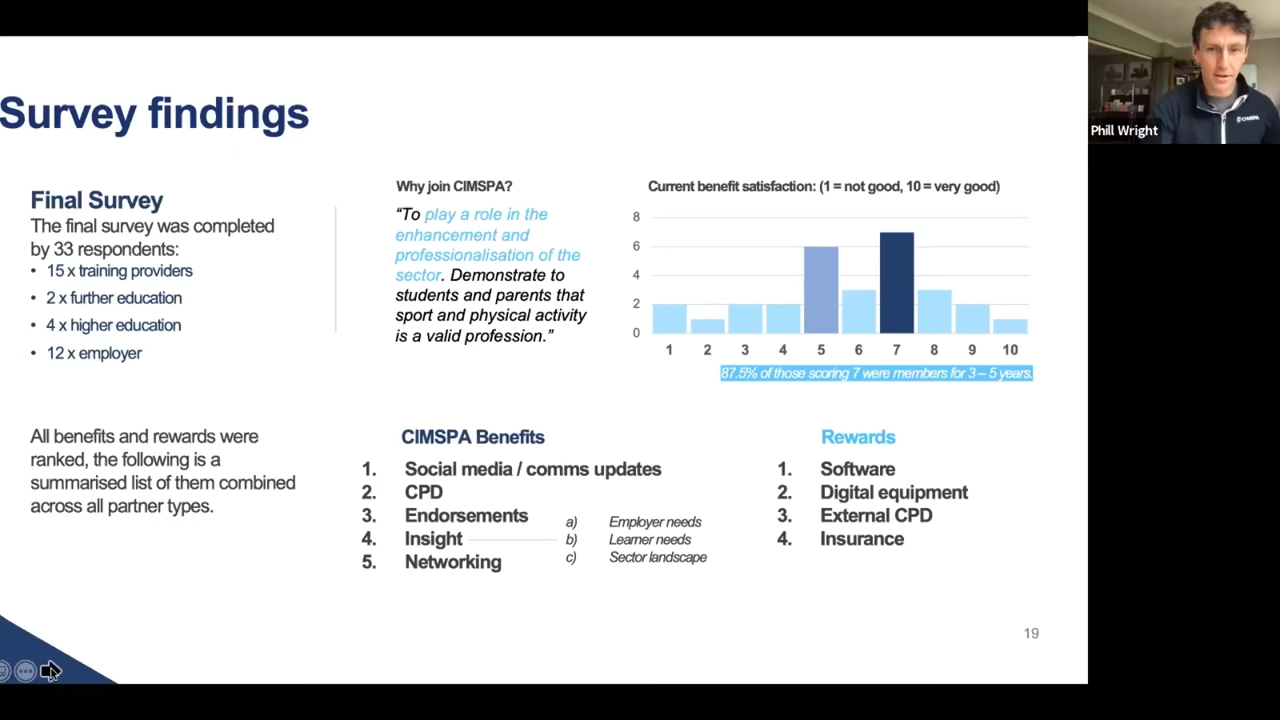 Survey findings
Final Survey
The final survey was completed
by 33 respondents:
• 15 x training providers
• 2 x further education
• 4 x higher education
• 12 x employer
Why join CIMSPA?
“To play a role in the
enhancement and
professionalisation of the
sector. Demonstrate to
students and parents that
sport and physical activity
is a valid profession.”
Current benefit satisfaction: (1 = not good, 10 = very good)
8
6
4
2
0
1 2 3 4 5 6 7 8 9 10
87.5% of those scoring 7 were members for 3 – 5 years.
All benefits and rewards were
ranked, the following is a
summarised list of them combined
across all partner types.
CIMSPA Benefits
1. Social media / comms updates
2. CPD
3. Endorsements
4. Insight
5. Networking
a) Employer needs
b) Learner needs
c) Sector landscape
Rewards
1. Software
2. Digital equipment
3. External CPD
4. Insurance
19
Phill Wright
CIMSPA